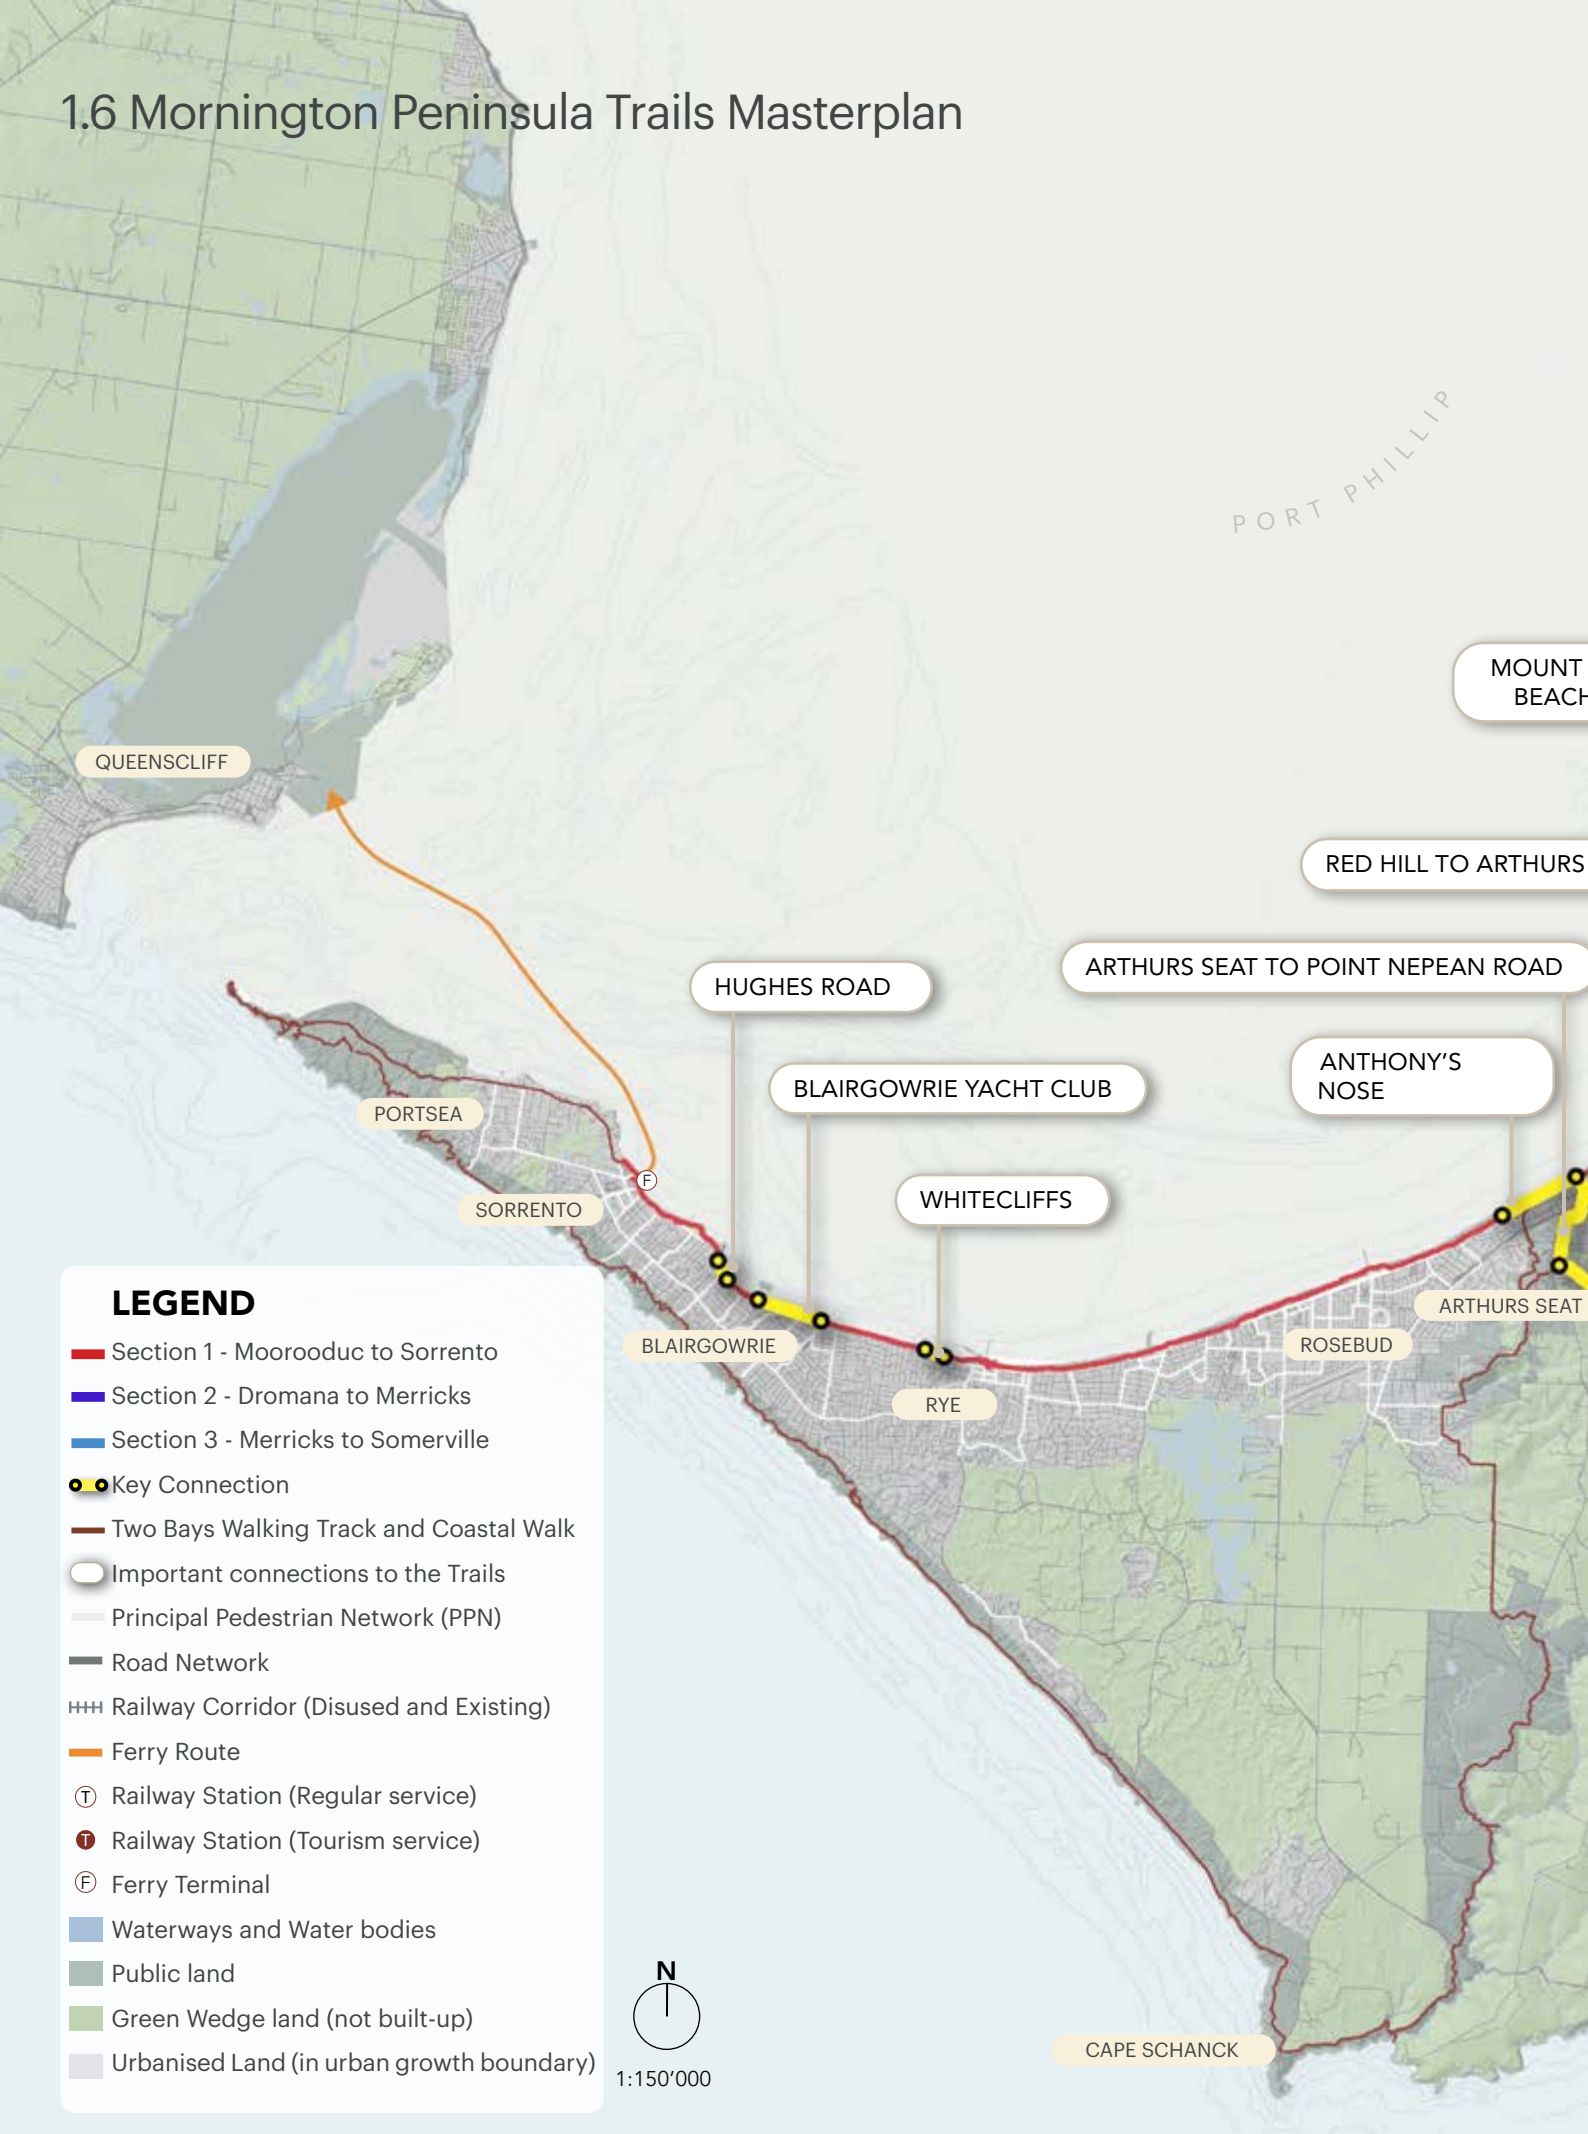 1.6 Mornington Peninsula Trails Masterplan
PORT PHILLIP
MOUNT
BEACH
QUEENSCLIFF
RED HILL TO ARTHURS
ARTHURS SEAT TO POINT NEPEAN ROAD
HUGHES ROAD
ANTHONY'S
NOSE
BLAIRGOWRIE YACHT CLUB
PORTSEA
F
WHITECLIFFS
SORRENTO
ARTHURS SEAT
BLAIRGOWRIE
ROSEBUD
RYE
LEGEND
Section 1 - Moorooduc to Sorrento
Section 2 - Dromana to Merricks
Section 3 - Merricks to Somerville
Key Connection
Two Bays Walking Track and Coastal Walk
Important connections to the Trails
Principal Pedestrian Network (PPN)
Road Network
Railway Corridor (Disused and Existing)
Ferry Route
T Railway Station (Regular service)
T Railway Station (Tourism service)
F Ferry Terminal
Waterways and Water bodies
Public land
Green Wedge land (not built-up)
Urbanised Land (in urban growth boundary)
N
1:150'000
CAPE SCHANCK